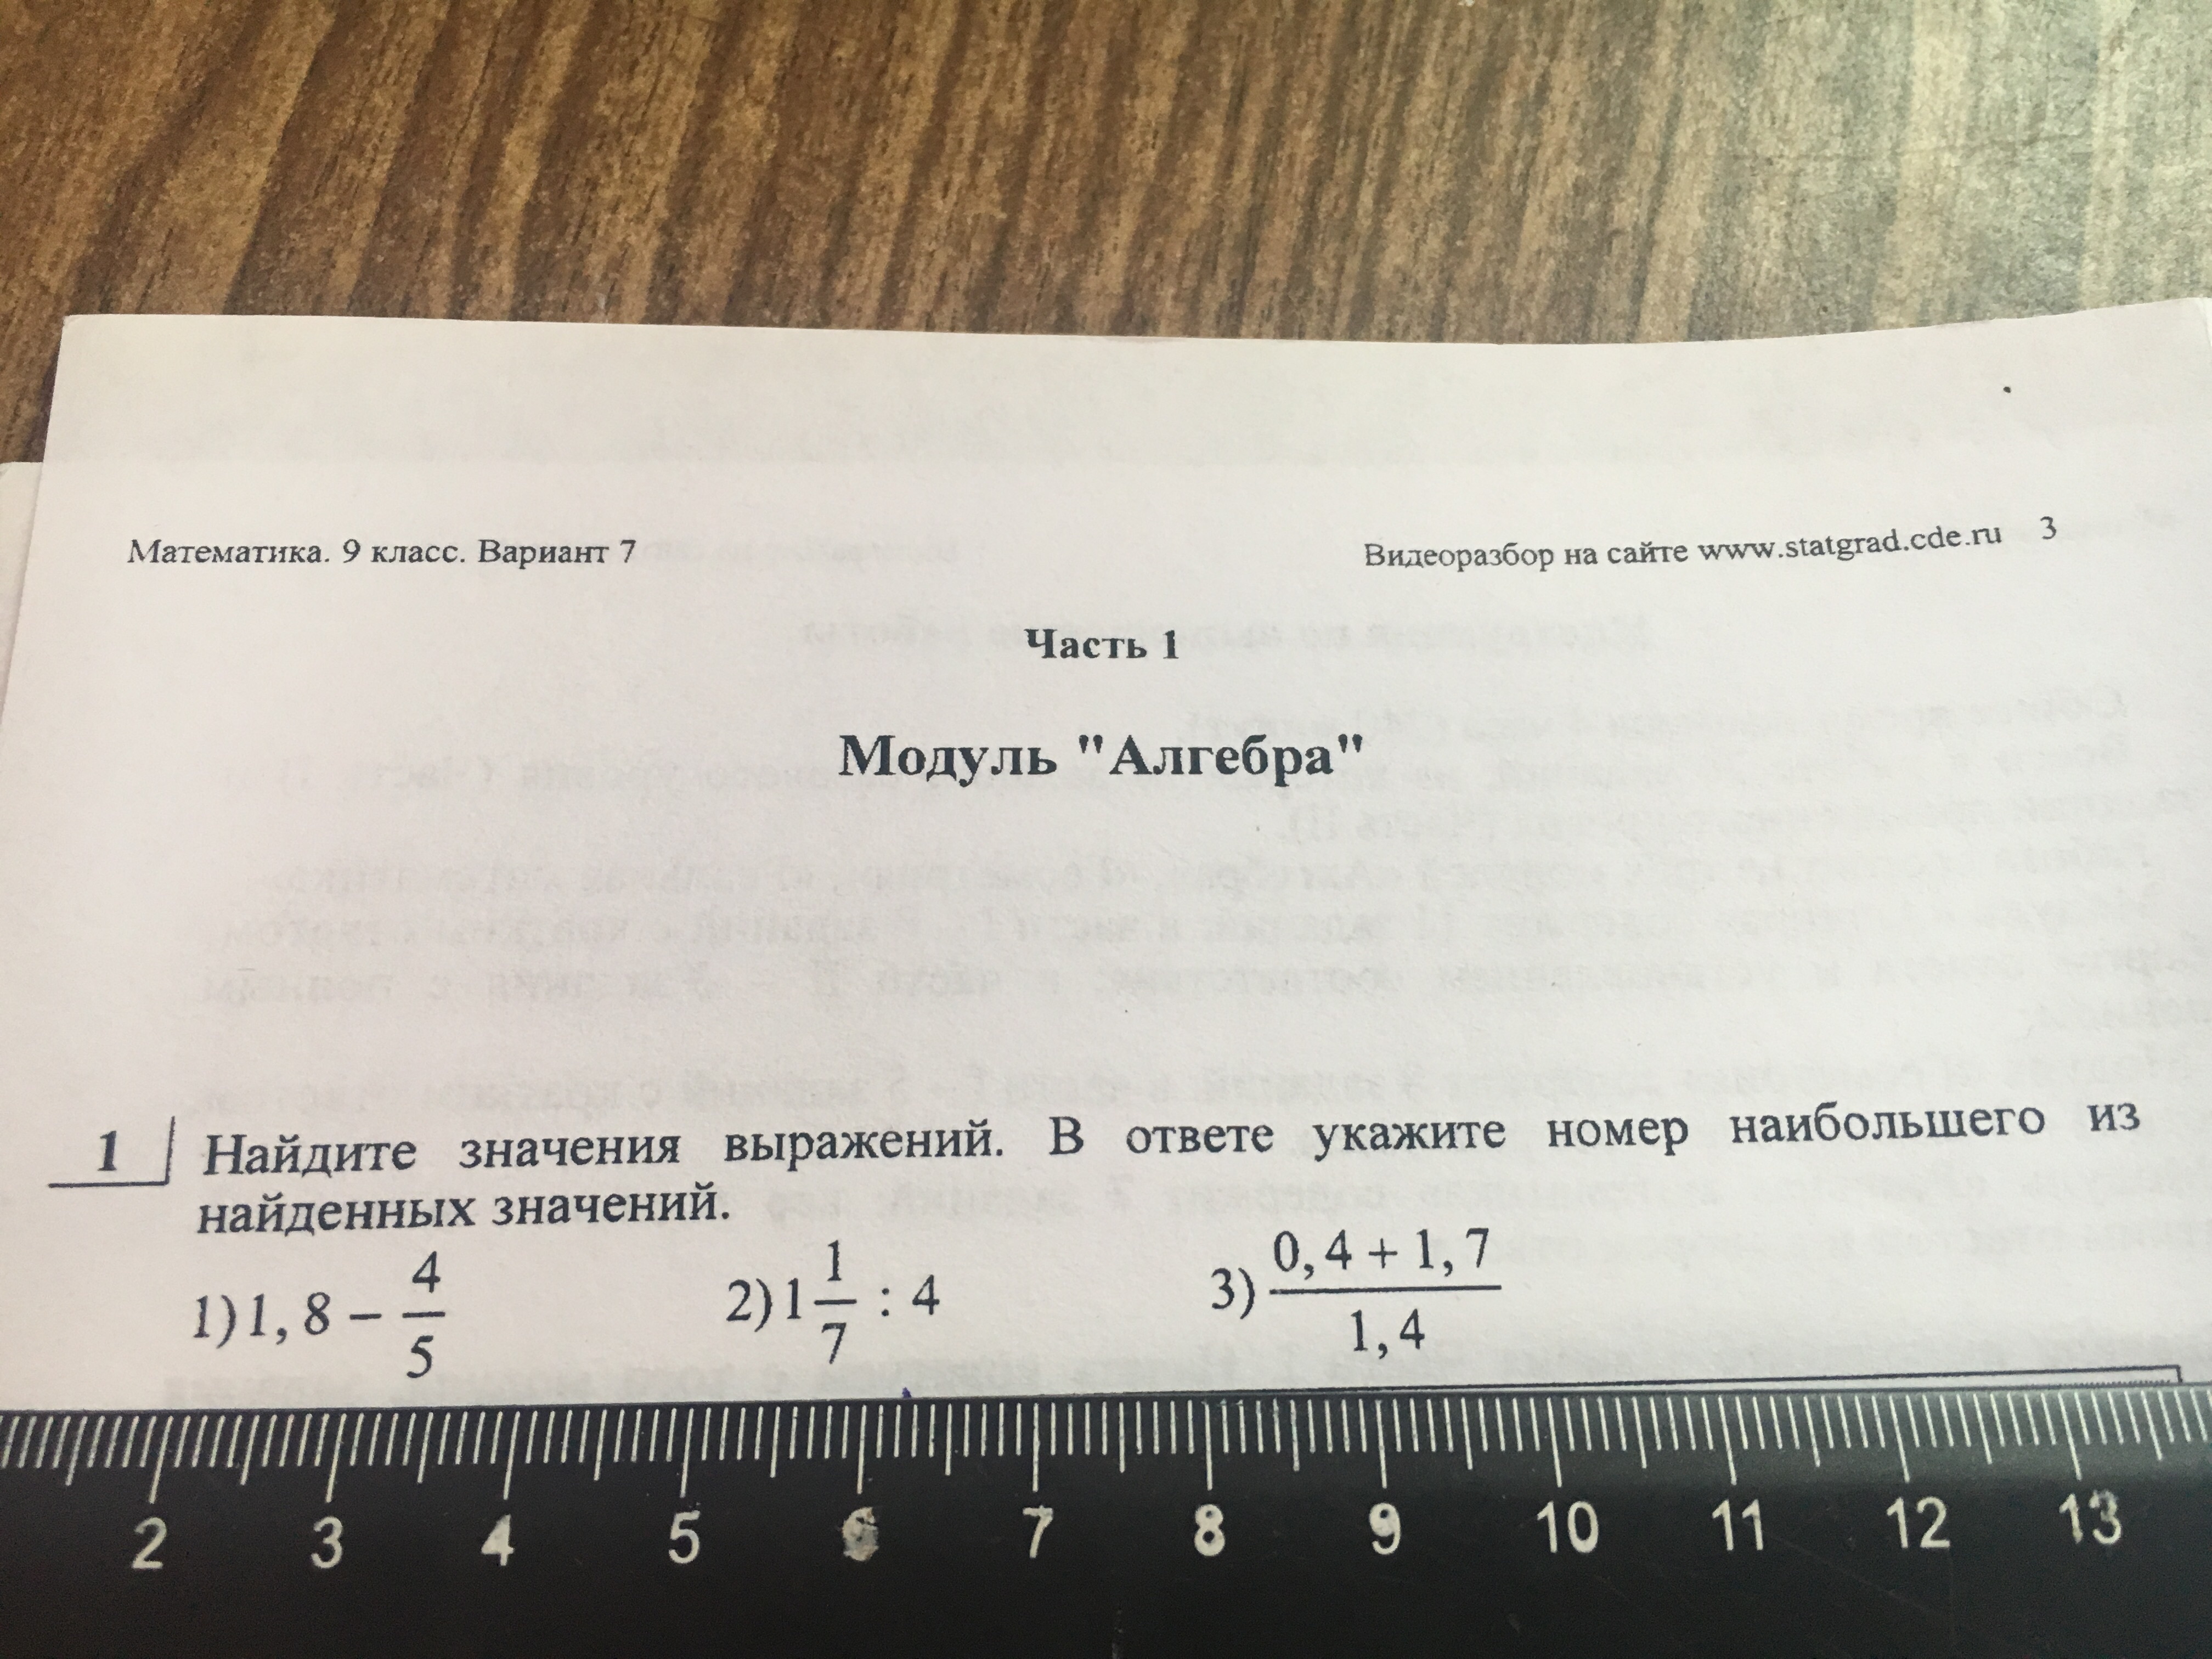 Математика. 9 класс. Вариант 7
Видеоразбор на сайте www.statgrad.cde.ru 3
Часть 1
Модуль "Алгебра"
1 Найдите значения выражений. В ответе укажите номер наибольшего из
найденных значений.
1) 1,8 − 4/5 2) 1 1/7 : 4 3) (0,4 + 1,7)/1,4
2 3 4 5 6 7 8 9 10 11 12 13